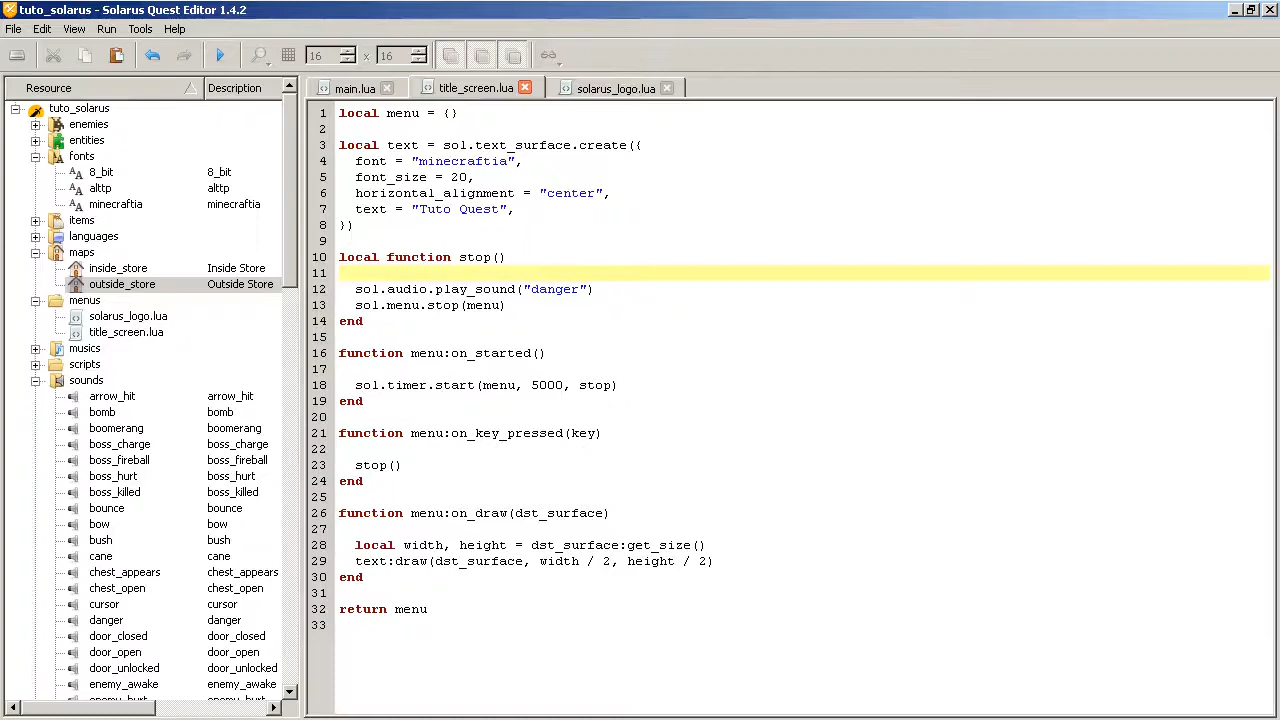 tuto_solarus - Solarus Quest Editor 1.4.2
File Edit View Run Tools Help
16 x 16
Resource Description
main.lua title_screen.lua solarus_logo.lua
tuto_solarus
enemies
entities
fonts
8_bit 8_bit
alttp alttp
minecraftia minecraftia
items
languages
maps
inside_store Inside Store
outside_store Outside Store
menus
solarus_logo.lua
title_screen.lua
musics
scripts
sounds
arrow_hit arrow_hit
bomb bomb
boomerang boomerang
boss_charge boss_charge
boss_fireball boss_fireball
boss_hurt boss_hurt
boss_killed boss_killed
bounce bounce
bow bow
bush bush
cane cane
chest_appears chest_appears
chest_open chest_open
cursor cursor
danger danger
door_closed door_closed
door_open door_open
door_unlocked door_unlocked
enemy_awake enemy_awake
1 local menu = {}
2
3 local text = sol.text_surface.create({
4 font = "minecraftia",
5 font_size = 20,
6 horizontal_alignment = "center",
7 text = "Tuto Quest",
8 })
9
10 local function stop()
11
12 sol.audio.play_sound("danger")
13 sol.menu.stop(menu)
14 end
15
16 function menu:on_started()
17
18 sol.timer.start(menu, 5000, stop)
19 end
20
21 function menu:on_key_pressed(key)
22
23 stop()
24 end
25
26 function menu:on_draw(dst_surface)
27
28 local width, height = dst_surface:get_size()
29 text:draw(dst_surface, width / 2, height / 2)
30 end
31
32 return menu
33